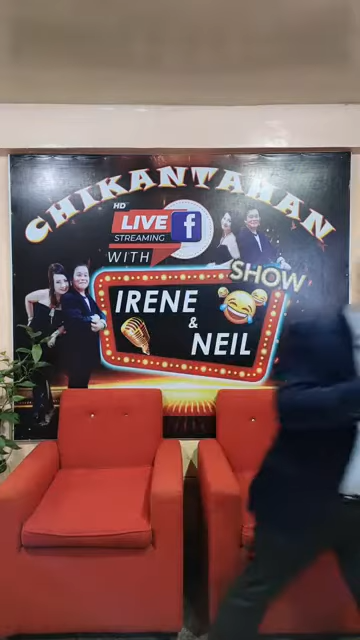 CHIKANTAHAN
HD
LIVE f
STREAMING
WITH
SHOW
IRENE
&
NEIL